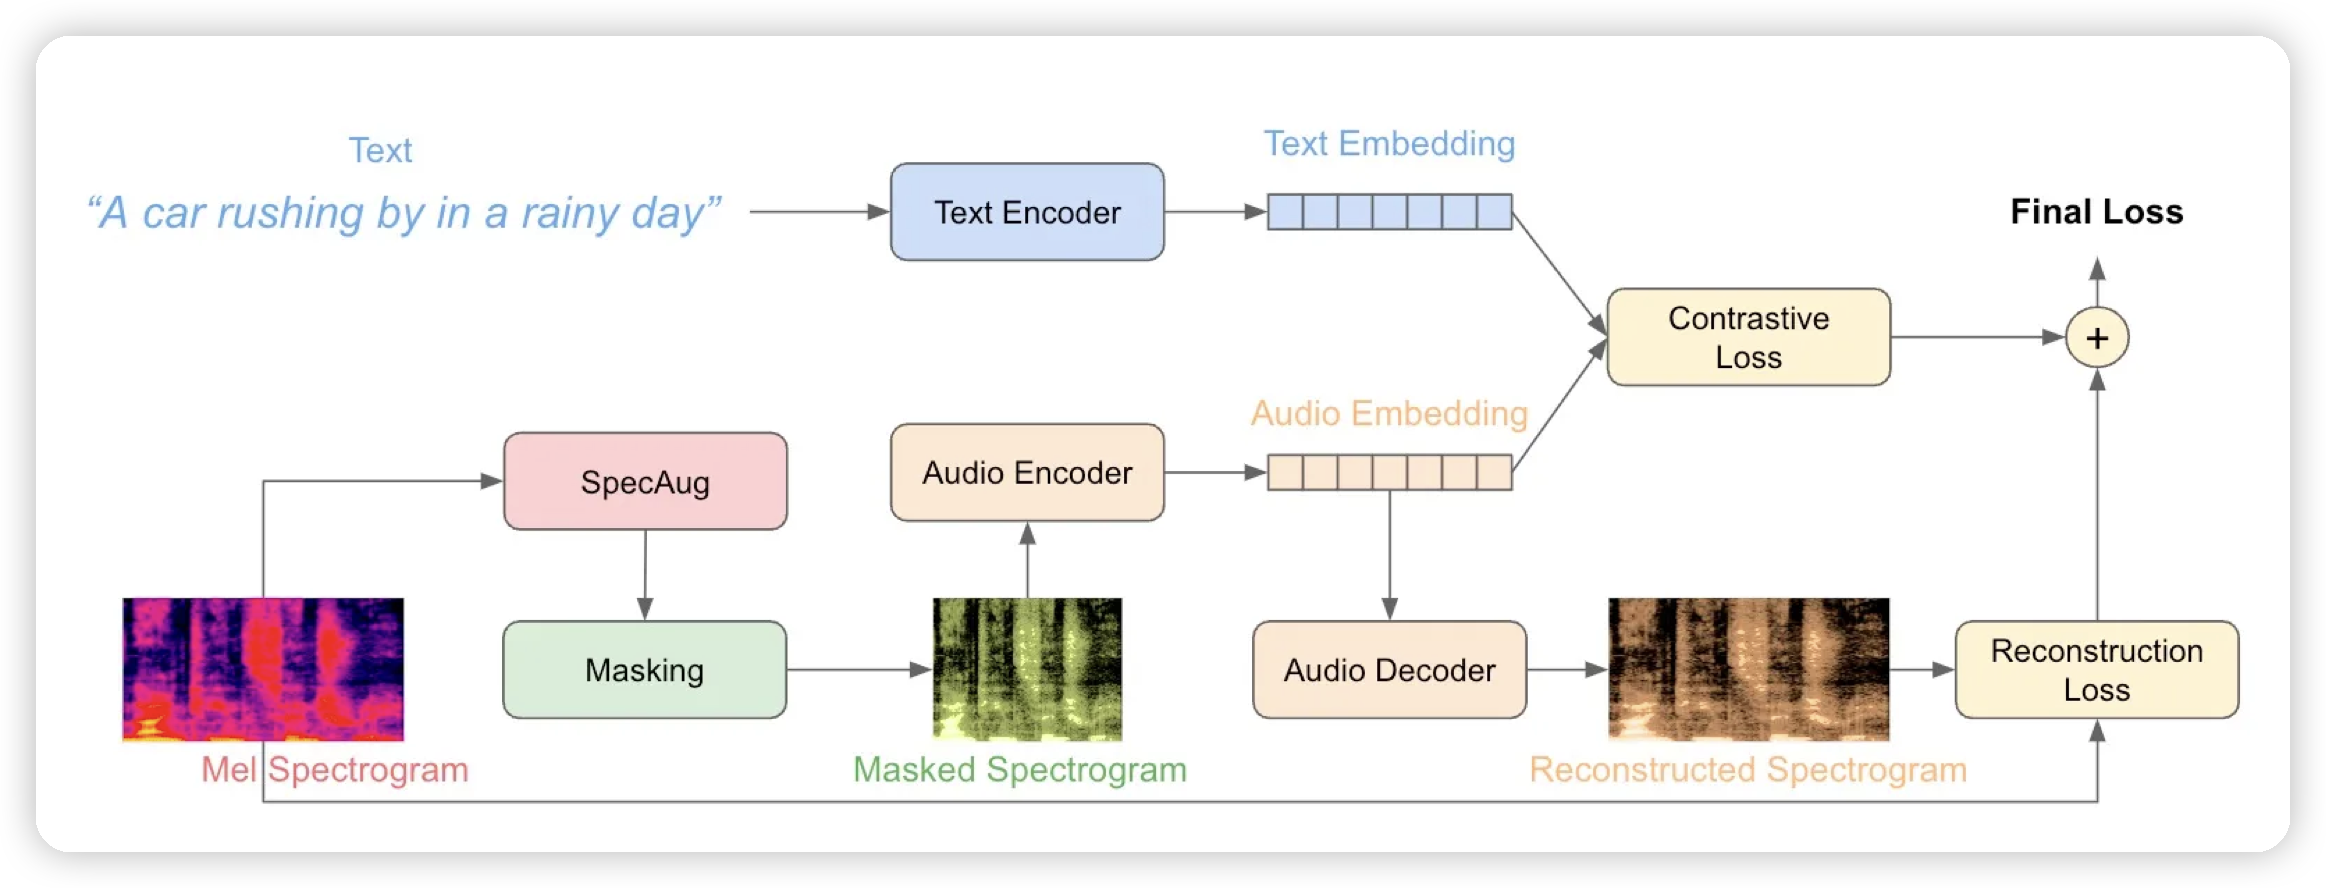 Text
“A car rushing by in a rainy day”
Text Encoder
Text Embedding
Final Loss
Contrastive
Loss
+
Audio Embedding
SpecAug
Audio Encoder
Masking
Audio Decoder
Reconstruction
Loss
Mel Spectrogram
Masked Spectrogram
Reconstructed Spectrogram